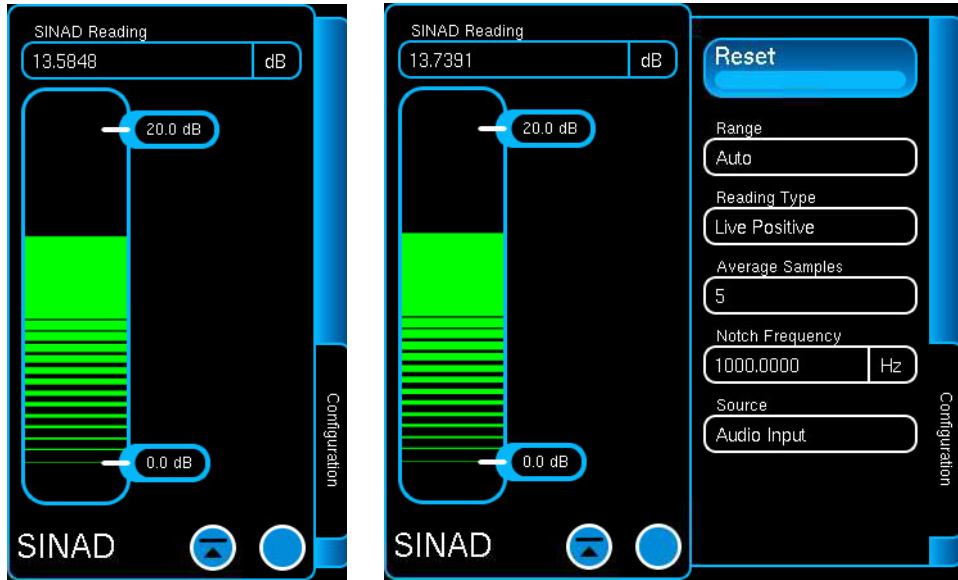 SINAD Reading
13.5848 dB
20.0 dB
0.0 dB
Configuration
SINAD
SINAD Reading
13.7391 dB
20.0 dB
0.0 dB
SINAD
Reset
Range
Auto
Reading Type
Live Positive
Average Samples
5
Notch Frequency
1000.0000 Hz
Source
Audio Input
Configuration